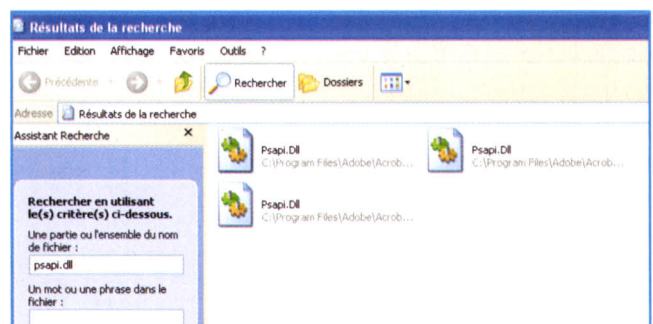 Résultats de la recherche
Fichier Edition Affichage Favoris Outils ?
Précédente Rechercher Dossiers
Adresse Résultats de la recherche
Assistant Recherche
Rechercher en utilisant
le(s) critère(s) ci-dessous.
Une partie ou l'ensemble du nom
de fichier :
psapi.dll
Un mot ou une phrase dans le
fichier :
Psapi.Dll
C:\Program Files\Adobe\Acrob...
Psapi.Dll
C:\Program Files\Adobe\Acrob...
Psapi.Dll
C:\Program Files\Adobe\Acrob...